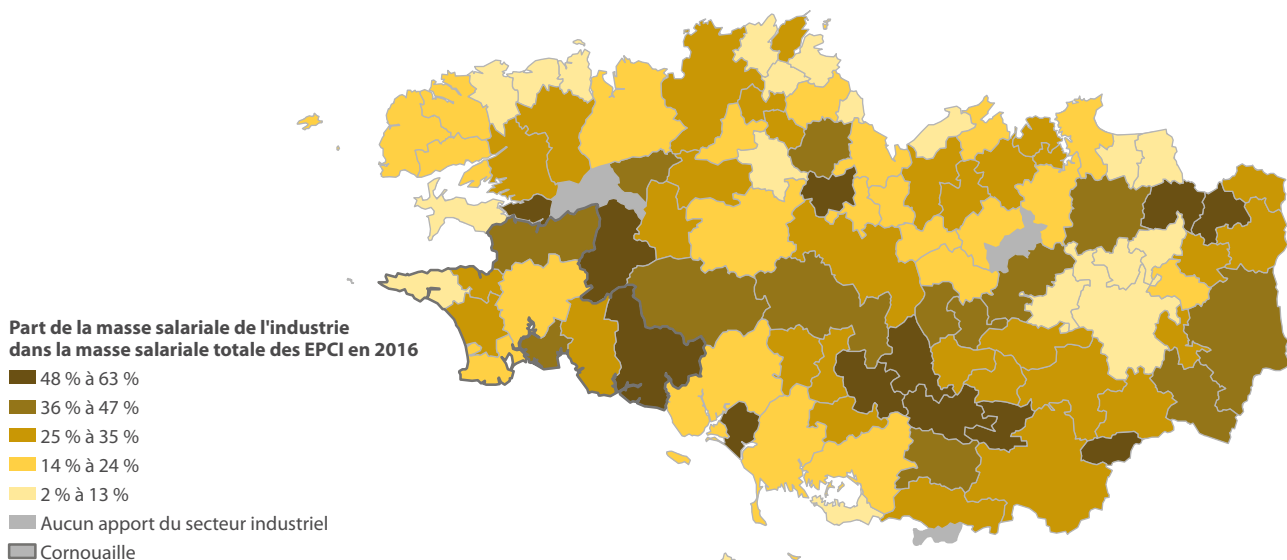 Part de la masse salariale de l'industrie
dans la masse salariale totale des EPCI en 2016
48 % à 63 %
36 % à 47 %
25 % à 35 %
14 % à 24 %
2 % à 13 %
Aucun apport du secteur industriel
Cornouaille